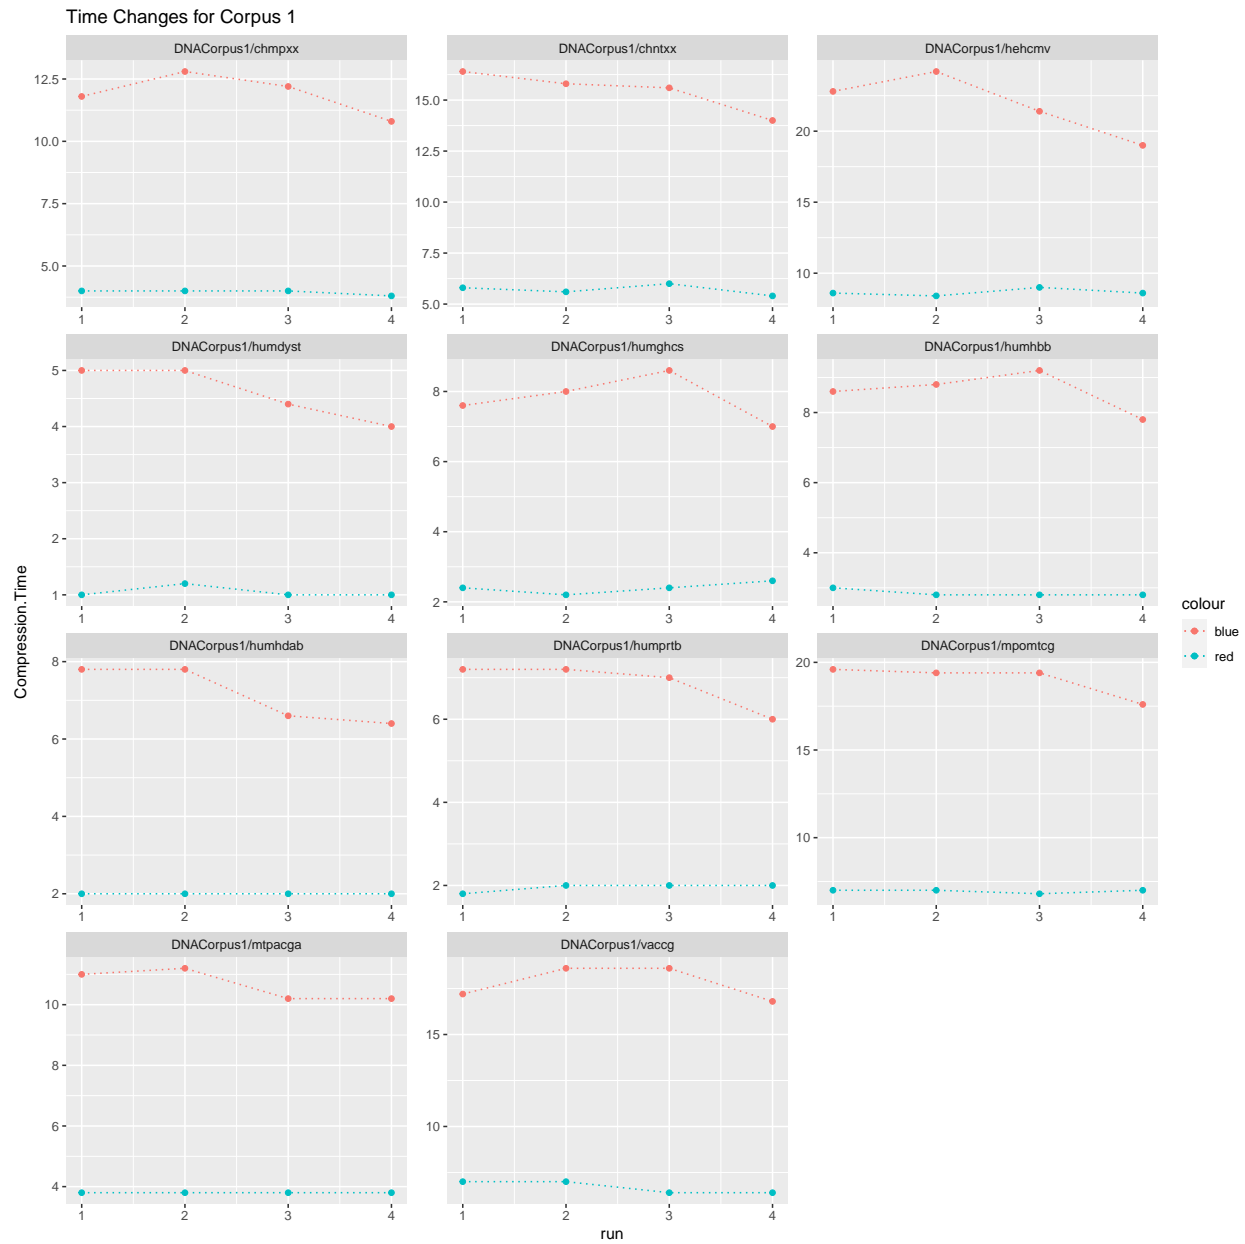 Time Changes for Corpus 1
DNACorpus1/chmpxx
12.5
10.0
7.5
5.0
1 2 3 4
DNACorpus1/chntxx
15.0
12.5
10.0
7.5
5.0
1 2 3 4
DNACorpus1/hehcmv
20
15
10
1 2 3 4
DNACorpus1/humdyst
5
4
3
2
1
1 2 3 4
DNACorpus1/humghcs
8
6
4
2
1 2 3 4
DNACorpus1/humhbb
8
6
4
1 2 3 4
DNACorpus1/humhdab
8
6
4
2
1 2 3 4
DNACorpus1/humprtb
6
4
2
1 2 3 4
DNACorpus1/mpomtcg
20
15
10
1 2 3 4
DNACorpus1/mtpacga
10
8
6
4
1 2 3 4
DNACorpus1/vaccg
15
10
1 2 3 4
Compression.Time
run
colour
blue
red